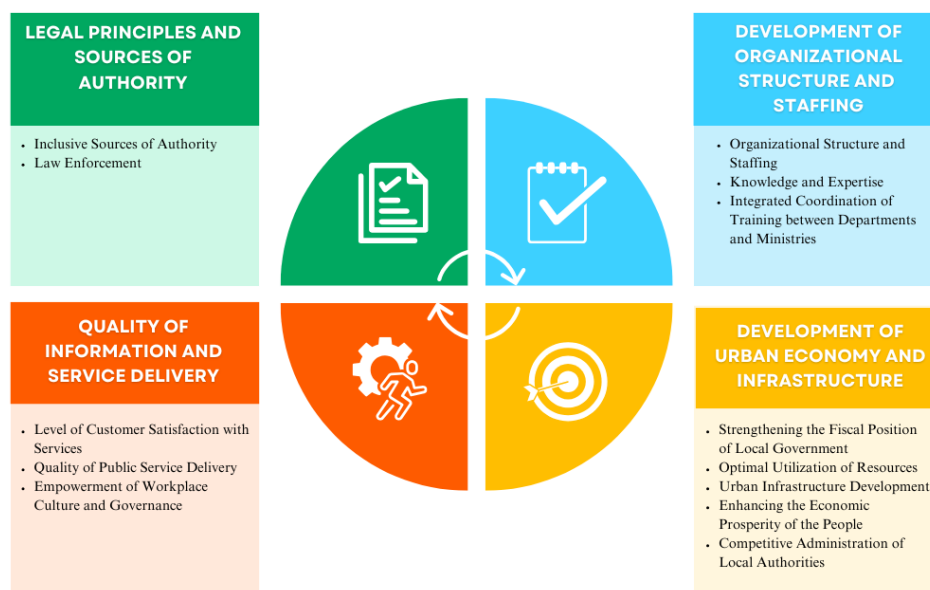 LEGAL PRINCIPLES AND
SOURCES OF
AUTHORITY
• Inclusive Sources of Authority
• Law Enforcement
DEVELOPMENT OF
ORGANIZATIONAL
STRUCTURE AND
STAFFING
• Organizational Structure and
Staffing
• Knowledge and Expertise
• Integrated Coordination of
Training between Departments
and Ministries
QUALITY OF
INFORMATION AND
SERVICE DELIVERY
• Level of Customer Satisfaction with
Services
• Quality of Public Service Delivery
• Empowerment of Workplace
Culture and Governance
DEVELOPMENT OF
URBAN ECONOMY AND
INFRASTRUCTURE
• Strengthening the Fiscal Position
of Local Government
• Optimal Utilization of Resources
• Urban Infrastructure Development
• Enhancing the Economic
Prosperity of the People
• Competitive Administration of
Local Authorities